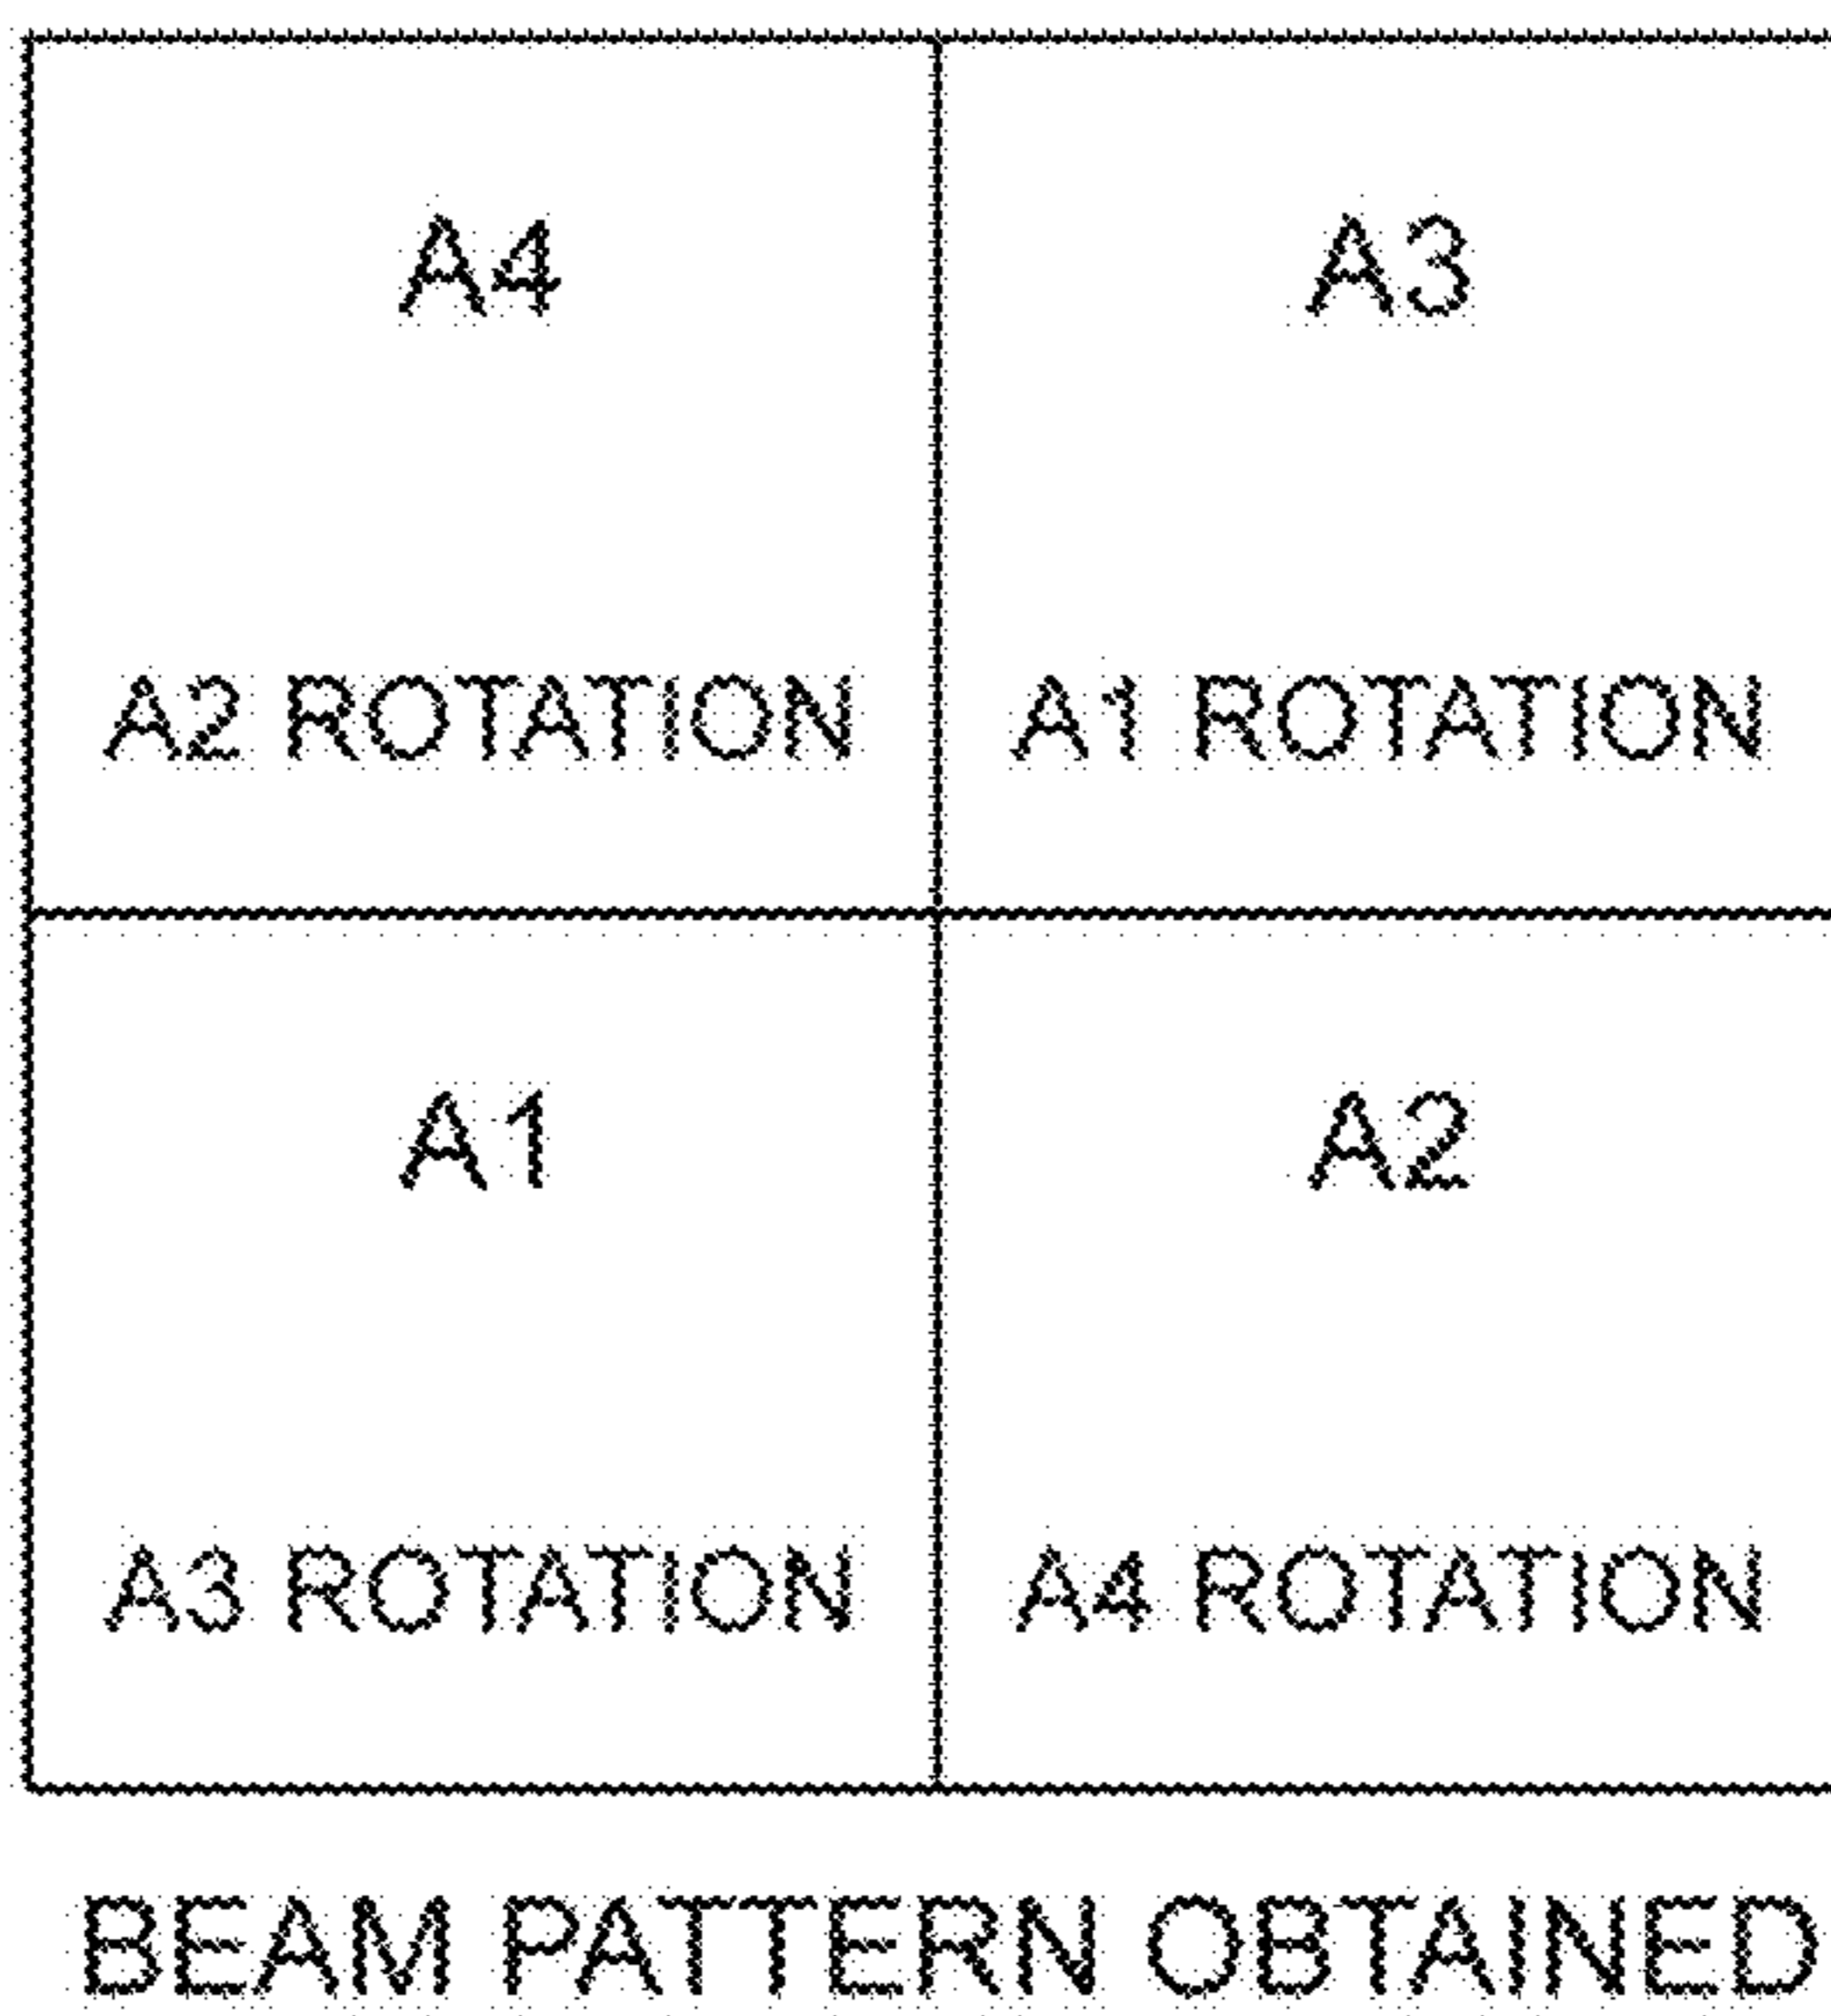 A4
A3
A2 ROTATION
A1 ROTATION
A1
A2
A3 ROTATION
A4 ROTATION
BEAM PATTERN OBTAINED